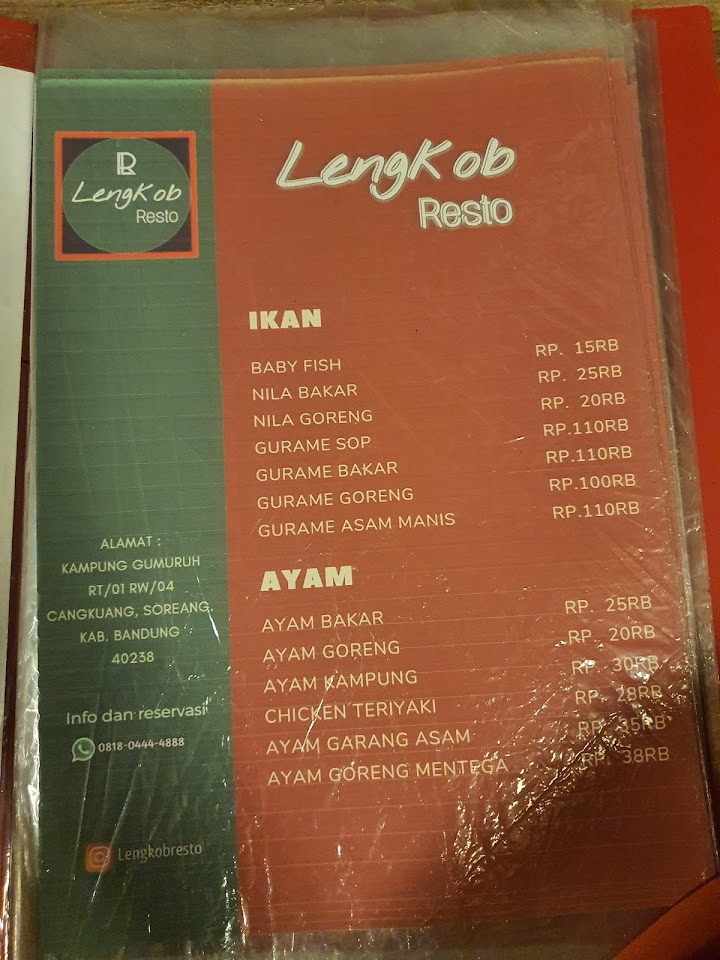 LR
LengKob
Resto
LengKob
Resto
IKAN
BABY FISH RP. 15RB
NILA BAKAR RP. 25RB
NILA GORENG RP. 20RB
GURAME SOP RP.110RB
GURAME BAKAR RP.110RB
GURAME GORENG RP.100RB
GURAME ASAM MANIS RP.110RB
AYAM
AYAM BAKAR RP. 25RB
AYAM GORENG RP. 20RB
AYAM KAMPUNG RP. 30RB
CHICKEN TERIYAKI RP. 28RB
AYAM GARANG ASAM RP. 35RB
AYAM GORENG MENTEGA RP. 38RB
ALAMAT :
KAMPUNG GUMURUH
RT/01 RW/04
CANGKUANG, SOREANG.
KAB. BANDUNG
40238
Info dan reservasi
0818-0444-4888
Lengkobresto